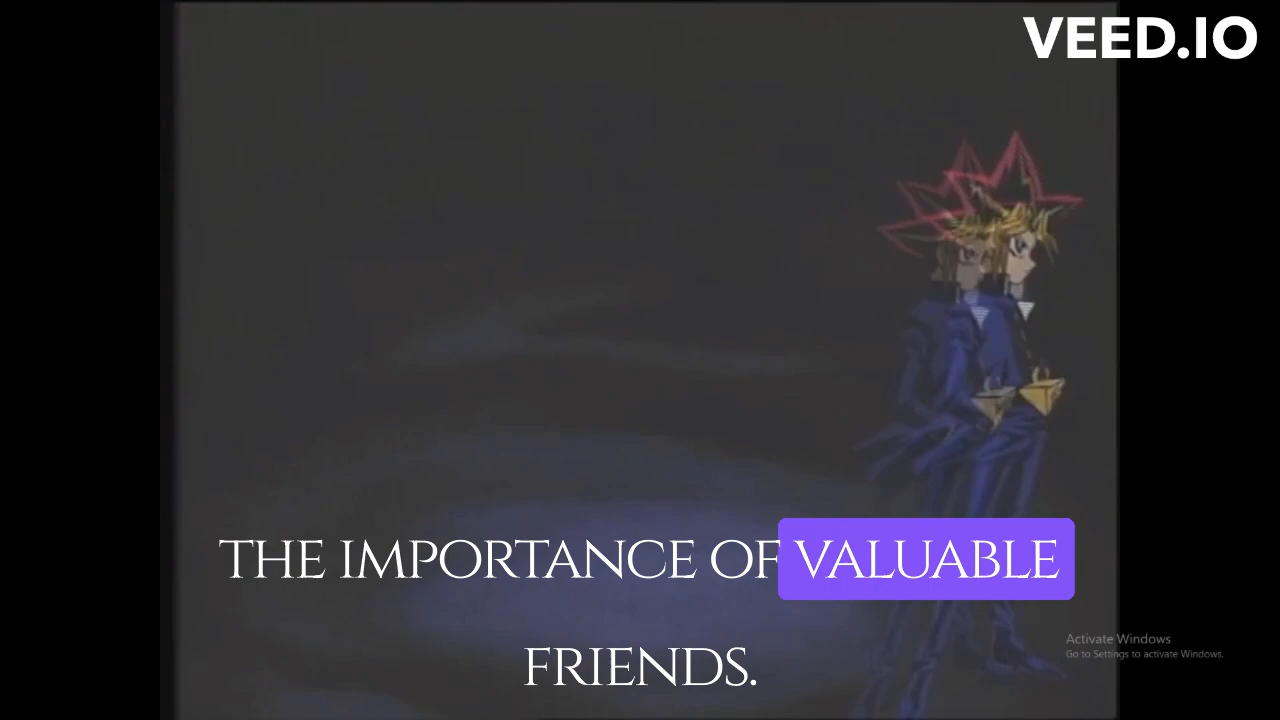 VEED.IO
THE IMPORTANCE OF VALUABLE
FRIENDS.
Activate Windows
Go to Settings to activate Windows.